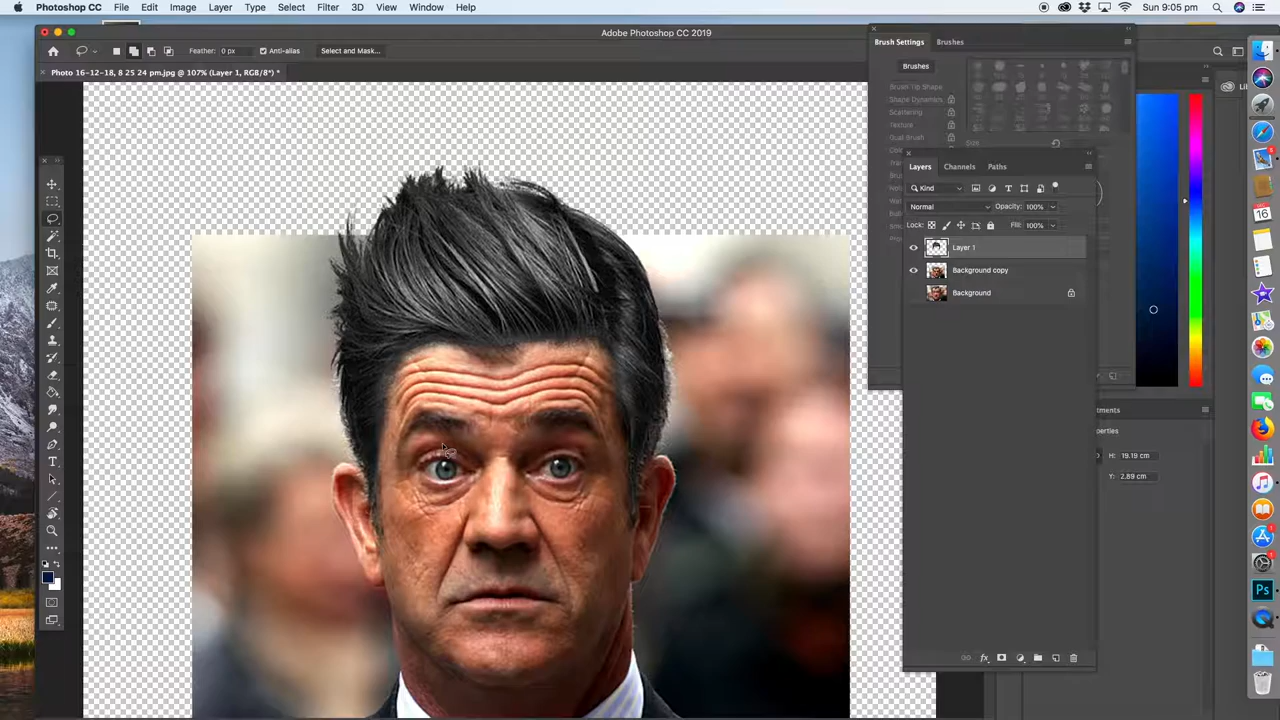 Photoshop CC File Edit Image Layer Type Select Filter 3D View Window Help Sun 9:05 pm
Adobe Photoshop CC 2019
Feather: 0 px Anti-alias Select and Mask...
Photo 16-12-18, 8 25 24 pm.jpg @ 107% (Layer 1, RGB/8*) *
Brush Settings Brushes
Brushes
Brush Tip Shape
Shape Dynamics
Scattering
Texture
Dual Brush
Size
Layers Channels Paths
Kind
Normal Opacity: 100%
Lock: Fill: 100%
Layer 1
Background copy
Background
H: 19.19 cm
Y: 2.89 cm